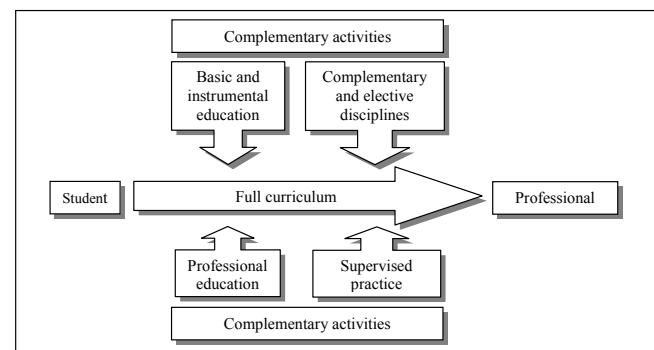 Complementary activities
Basic and
instrumental
education
Complementary
and elective
disciplines
Student
Full curriculum
Professional
Professional
education
Supervised
practice
Complementary activities